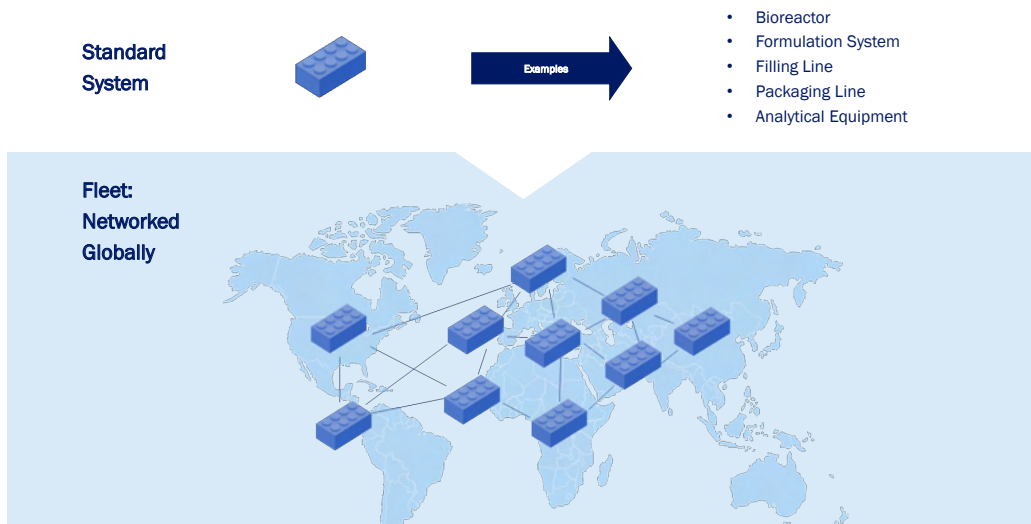 Standard
System
Examples
• Bioreactor
• Formulation System
• Filling Line
• Packaging Line
• Analytical Equipment
Fleet:
Networked
Globally